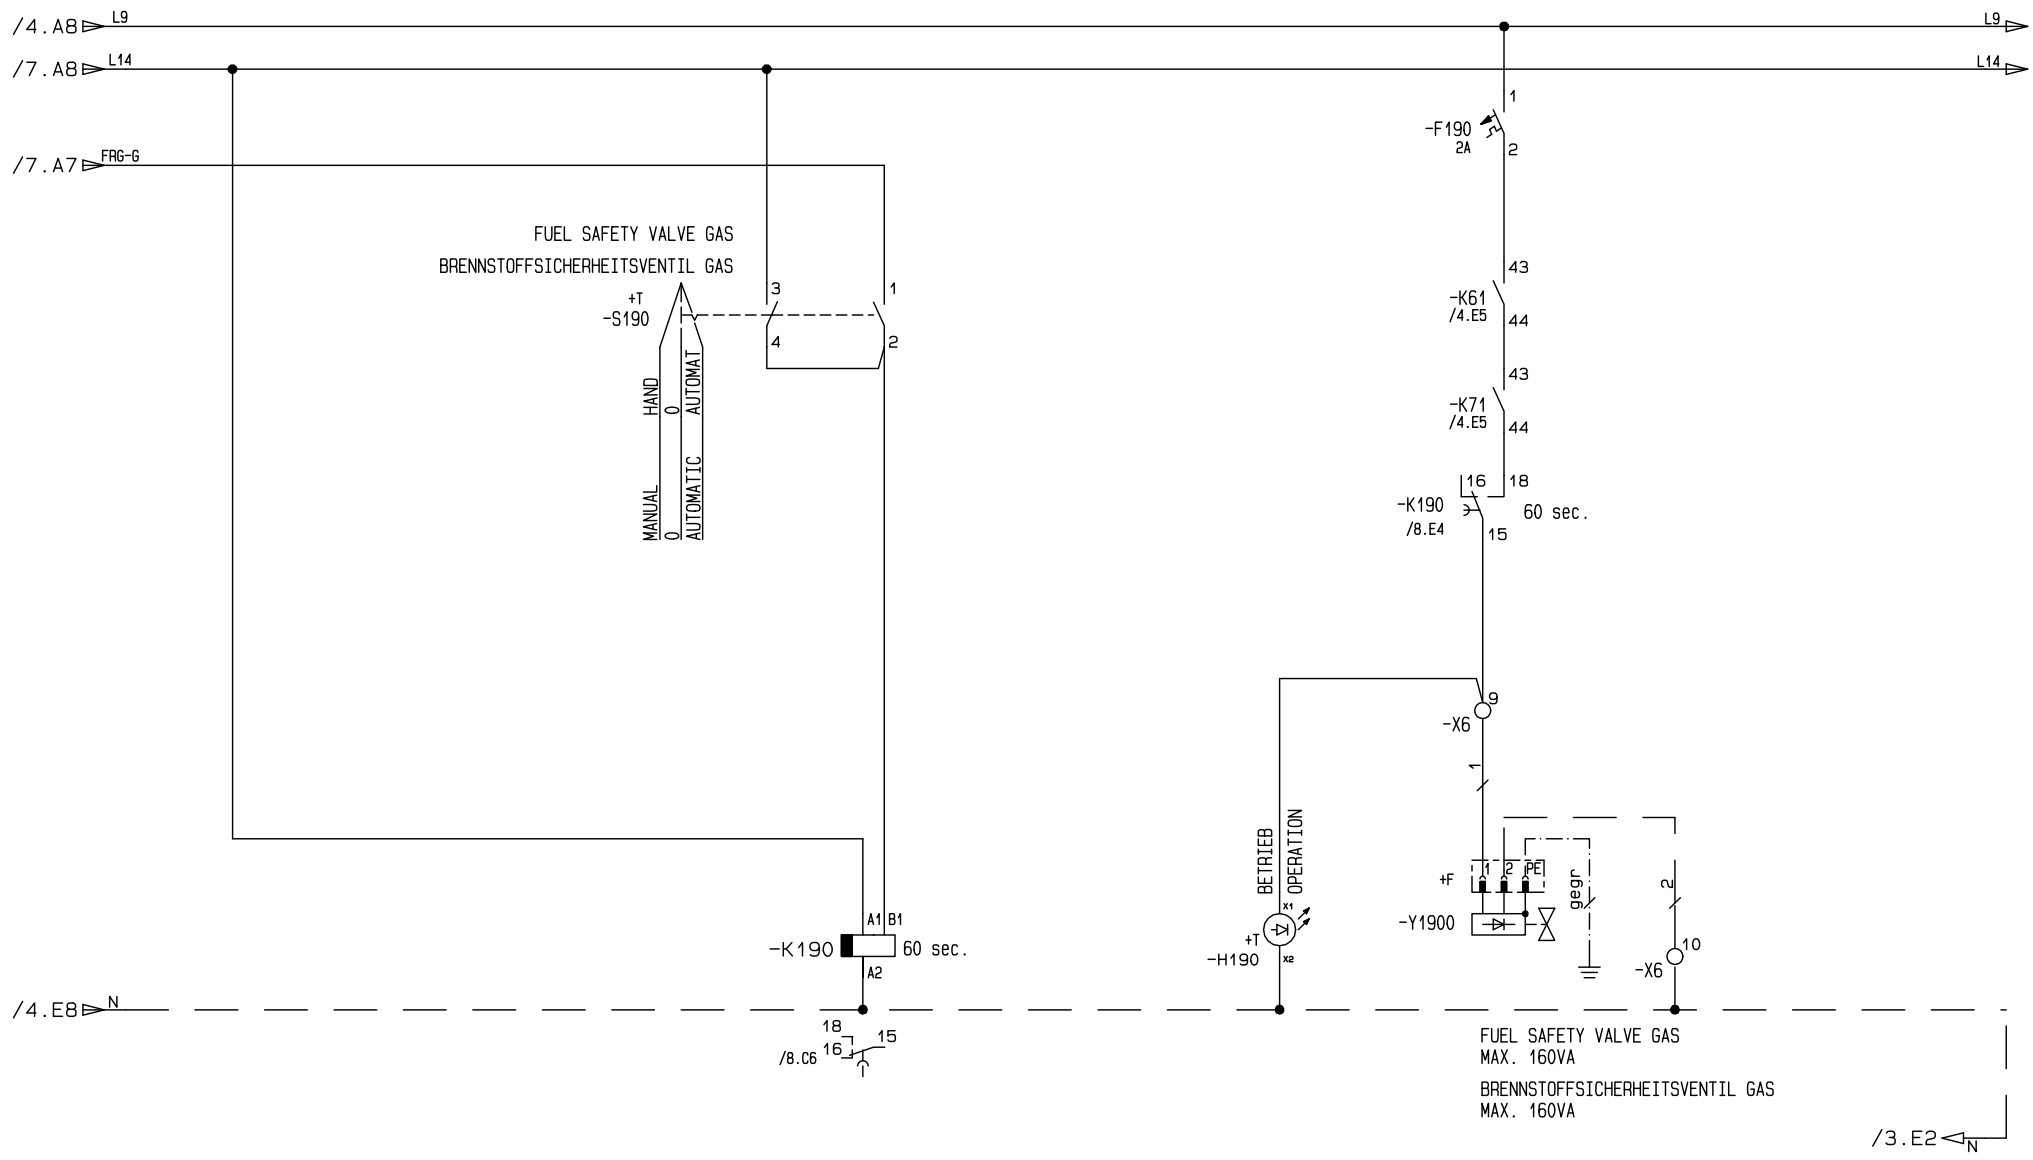 /4.A8 L9 L9
/7.A8 L14 L14
/7.A7 FRG-G
1
-F190
2A
2
FUEL SAFETY VALVE GAS
BRENNSTOFFSICHERHEITSVENTIL GAS
+T
-S190
3
4
1
2
MANUAL HAND
0 0
AUTOMATIC AUTOMAT
43
-K61
/4.E5
44
43
-K71
/4.E5
44
16 18
-K190
/8.E4
60 sec.
15
9
-X6
1
BETRIEB
OPERATION
1 2 PE
+F
-Y1900
gegr
2
10
-X6
X1
+T
-H190
X2
A1 B1
-K190 60 sec.
A2
/4.E8 N
18
16 15
/8.C6
FUEL SAFETY VALVE GAS
MAX. 160VA
BRENNSTOFFSICHERHEITSVENTIL GAS
MAX. 160VA
/3.E2 N